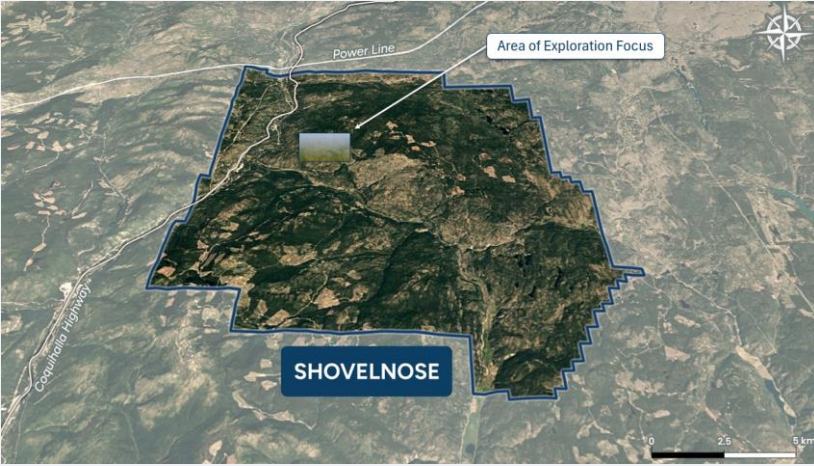 Power Line
Area of Exploration Focus
Coquihalla Highway
SHOVELNOSE
0 2.5 5 km